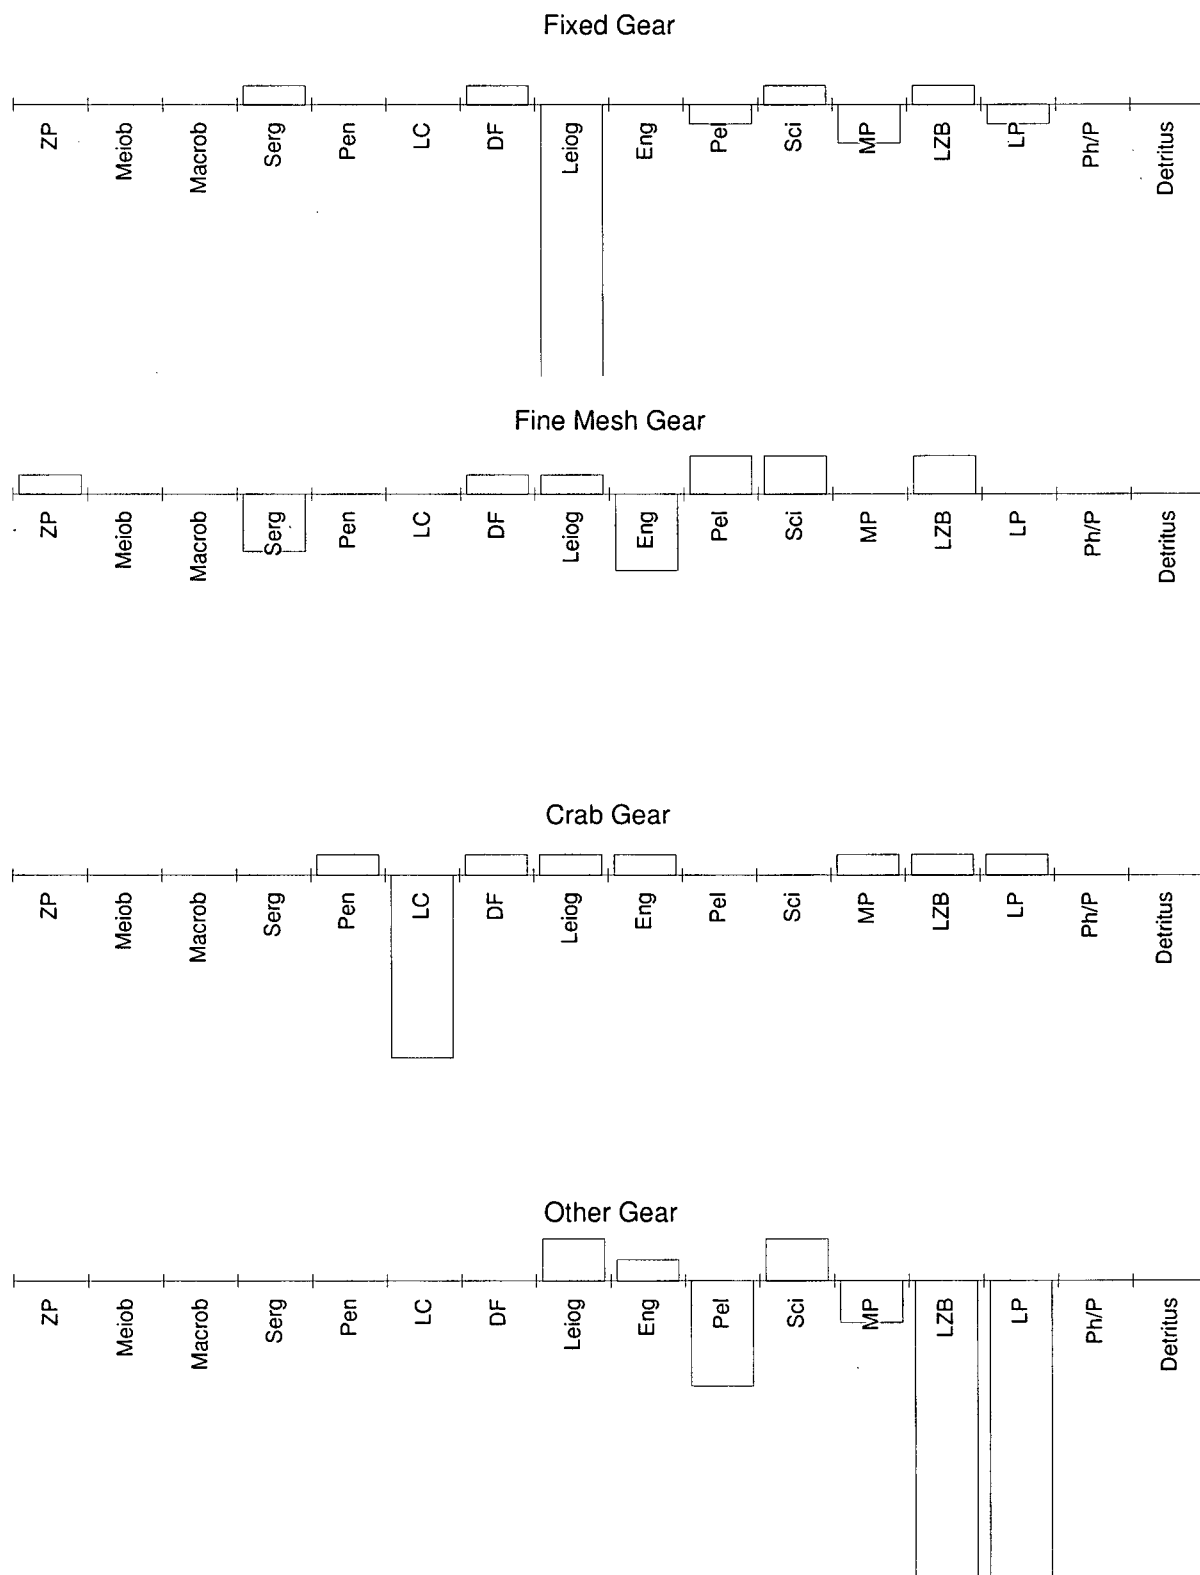 Fixed Gear
ZP Meiob Macrob Serg Pen LC DF Leiog Eng Pel Sci MP LZB LP Ph/P Detritus
Fine Mesh Gear
ZP Meiob Macrob Serg Pen LC DF Leiog Eng Pel Sci MP LZB LP Ph/P Detritus
Crab Gear
ZP Meiob Macrob Serg Pen LC DF Leiog Eng Pel Sci MP LZB LP Ph/P Detritus
Other Gear
ZP Meiob Macrob Serg Pen LC DF Leiog Eng Pel Sci MP LZB LP Ph/P Detritus